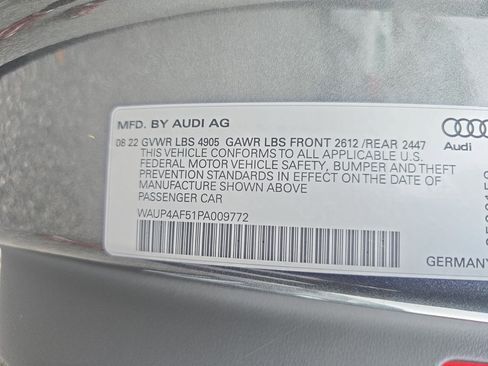 MFD. BY AUDI AG
08 22 GVWR LBS 4905 GAWR LBS FRONT 2612 /REAR 2447
THIS VEHICLE CONFORMS TO ALL APPLICABLE U.S.
FEDERAL MOTOR VEHICLE SAFETY, BUMPER AND THEFT
PREVENTION STANDARDS IN EFFECT ON THE DATE OF
MANUFACTURE SHOWN ABOVE
PASSENGER CAR
WAUP4AF51PA009772
Audi
GERMANY